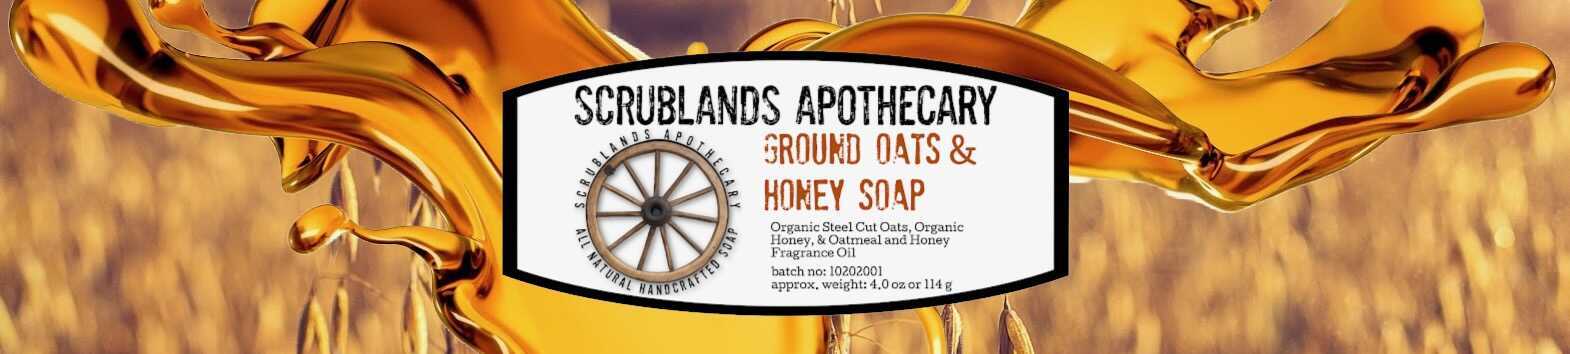 SCRUBLANDS APOTHECARY
SCRUBLANDS APOTHECARY
ALL NATURAL HANDCRAFTED SOAP
GROUND OATS &
HONEY SOAP
Organic Steel Cut Oats, Organic
Honey, & Oatmeal and Honey
Fragrance Oil
batch no: 10202001
approx. weight: 4.0 oz or 114 g